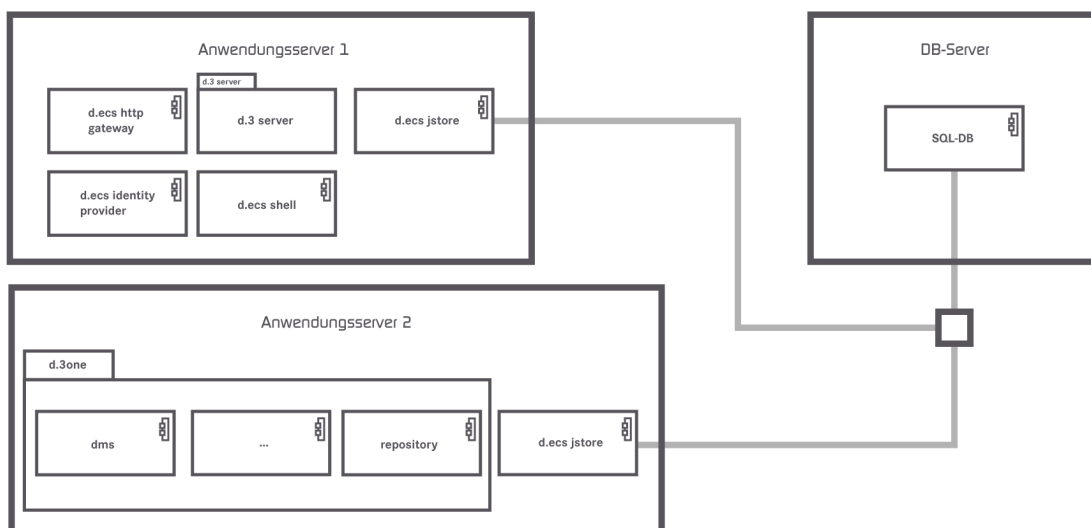 Anwendungsserver 1
d.3 server
d.ecs http
gateway
d.3 server
d.ecs jstore
d.ecs identity
provider
d.ecs shell
DB-Server
SQL-DB
Anwendungsserver 2
d.3one
dms
...
repository
d.ecs jstore